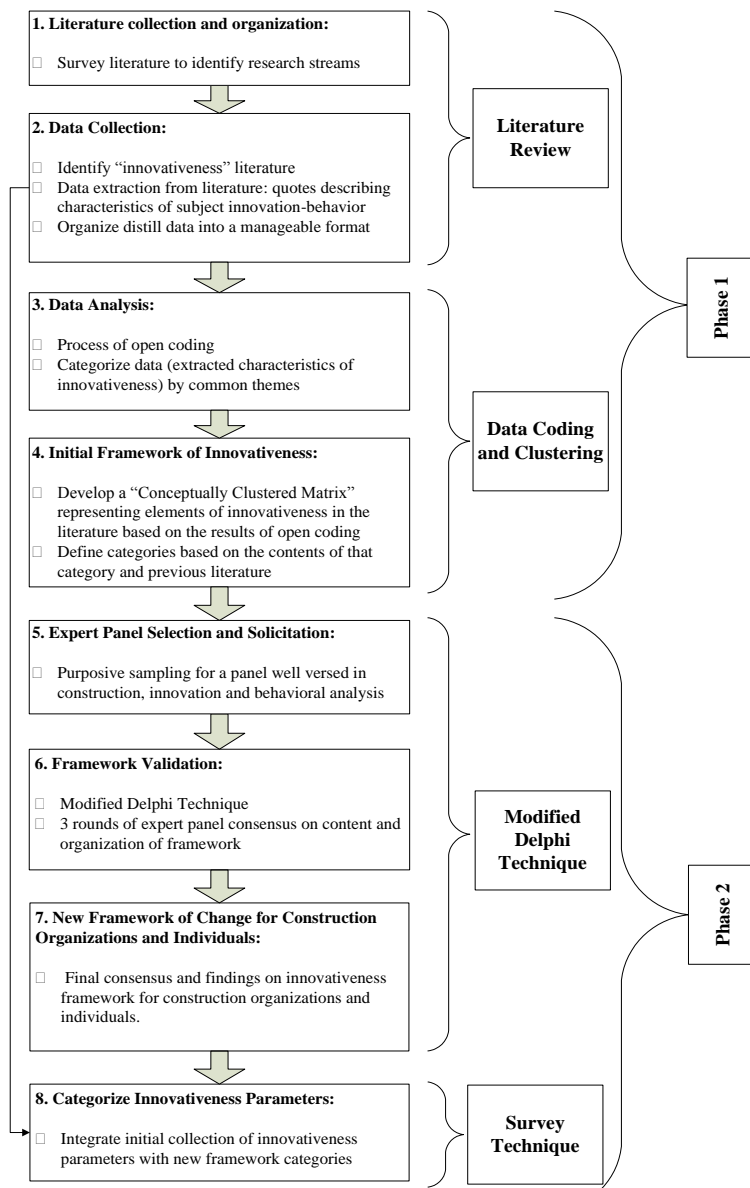 1. Literature collection and organization:
Survey literature to identify research streams
2. Data Collection:
Identify “innovativeness” literature
Data extraction from literature: quotes describing
characteristics of subject innovation-behavior
Organize distill data into a manageable format
Literature
Review
3. Data Analysis:
Process of open coding
Categorize data (extracted characteristics of
innovativeness) by common themes
4. Initial Framework of Innovativeness:
Develop a “Conceptually Clustered Matrix”
representing elements of innovativeness in the
literature based on the results of open coding
Define categories based on the contents of that
category and previous literature
Data Coding
and Clustering
Phase 1
5. Expert Panel Selection and Solicitation:
Purposive sampling for a panel well versed in
construction, innovation and behavioral analysis
6. Framework Validation:
Modified Delphi Technique
3 rounds of expert panel consensus on content and
organization of framework
7. New Framework of Change for Construction
Organizations and Individuals:
Final consensus and findings on innovativeness
framework for construction organizations and
individuals.
Modified
Delphi
Technique
8. Categorize Innovativeness Parameters:
Integrate initial collection of innovativeness
parameters with new framework categories
Survey
Technique
Phase 2